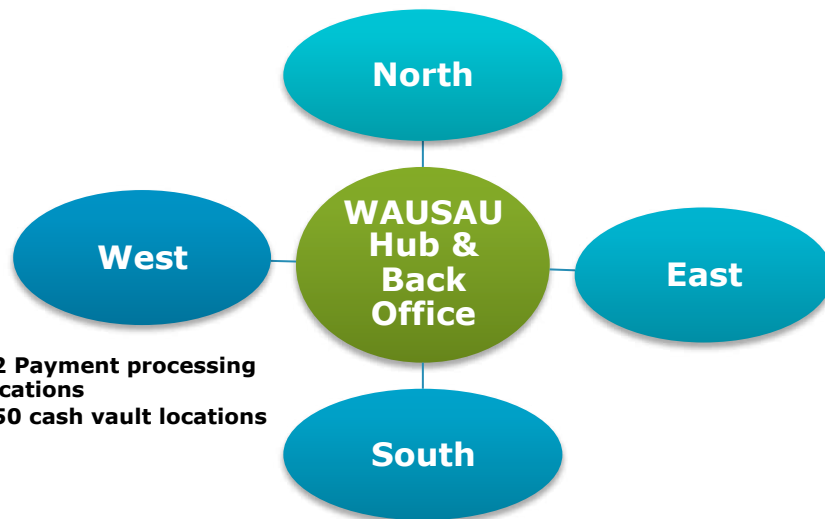 North
WAUSAU
Hub &
Back
Office
West
East
2 Payment processing
cations
50 cash vault locations
South